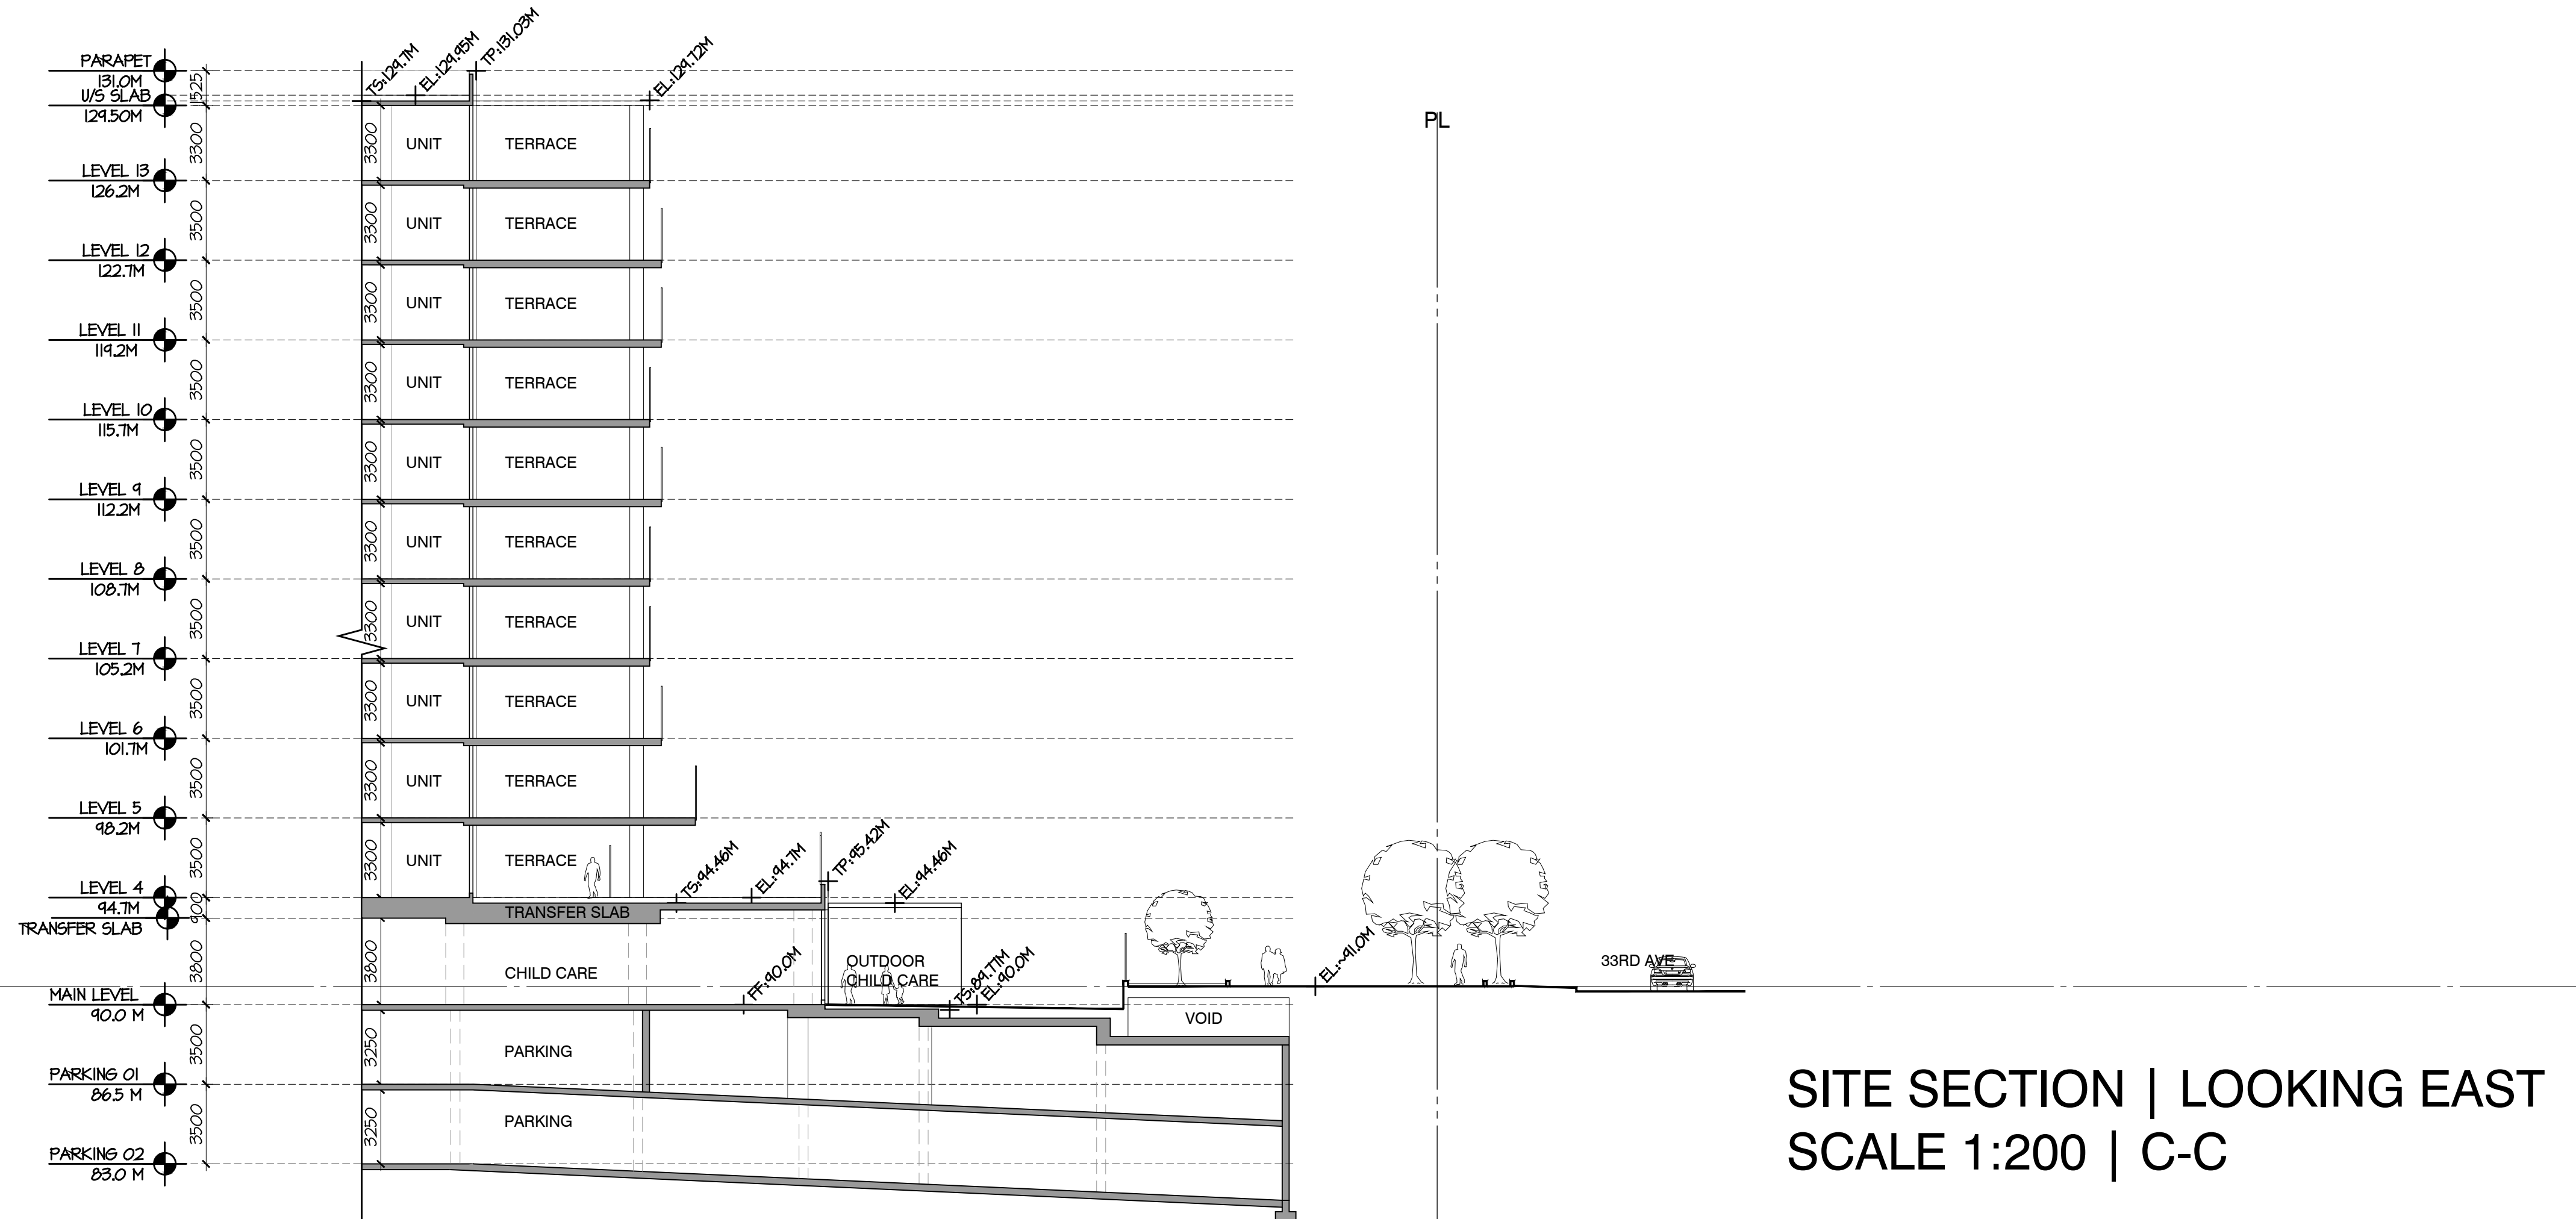 TS:129.7M
EL:129.95M
TP:131.03M
EL:129.72M
PARAPET
131.0M
1525
U/S SLAB
129.50M
PL
3300
3300
UNIT
TERRACE
LEVEL 13
126.2M
3500
3300
UNIT
TERRACE
LEVEL 12
122.7M
3500
3300
UNIT
TERRACE
LEVEL 11
119.2M
3500
3300
UNIT
TERRACE
LEVEL 10
115.7M
3500
3300
UNIT
TERRACE
LEVEL 9
112.2M
3500
3300
UNIT
TERRACE
LEVEL 8
108.7M
3500
3300
UNIT
TERRACE
LEVEL 7
105.2M
3500
3300
UNIT
TERRACE
LEVEL 6
101.7M
3500
3300
UNIT
TERRACE
LEVEL 5
98.2M
3500
3300
UNIT
TERRACE
TS:94.46M
EL:94.7M
TP:95.42M
EL:94.46M
LEVEL 4
94.7M
900
TRANSFER SLAB
TRANSFER SLAB
3800
3800
CHILD CARE
FF:90.0M
OUTDOOR
CHILD CARE
TS:89.77M
EL:90.0M
EL:~91.0M
33RD AVE
MAIN LEVEL
90.0 M
VOID
3500
3250
PARKING
PARKING 01
86.5 M
3500
3250
PARKING
PARKING 02
83.0 M
SITE SECTION | LOOKING EAST
SCALE 1:200 | C-C